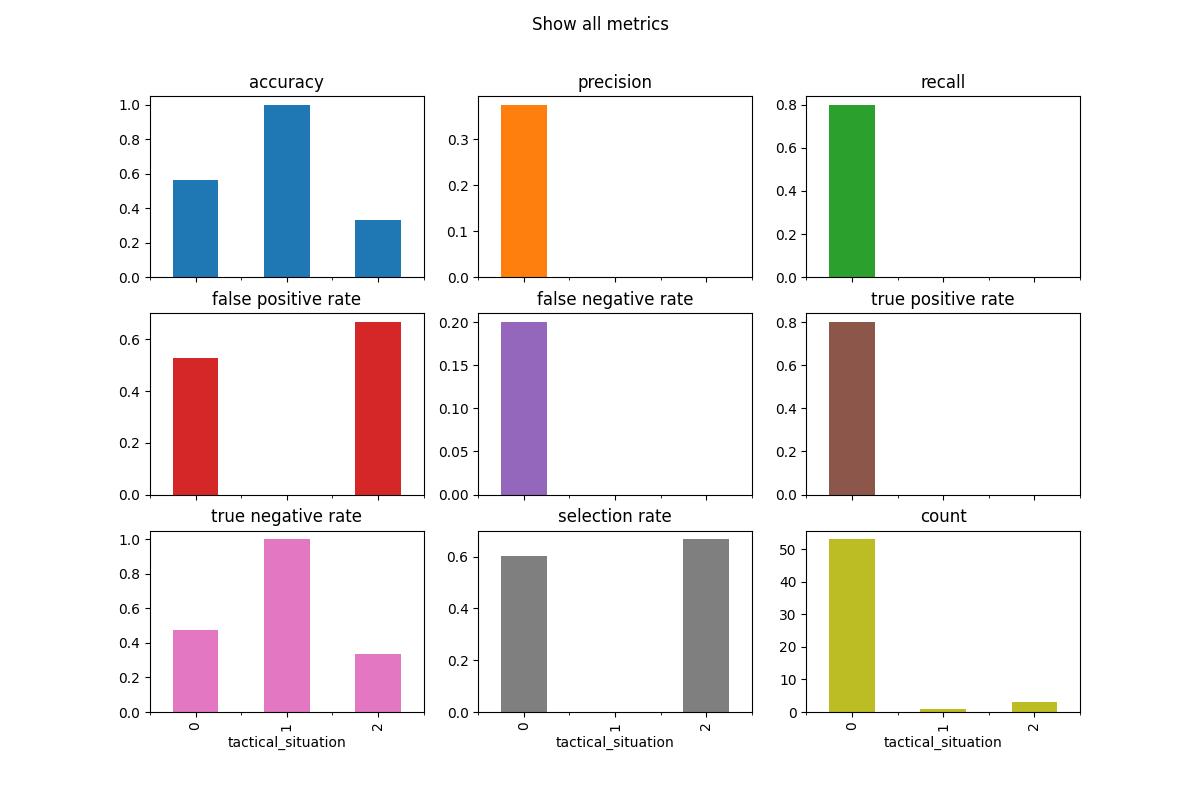 Show all metrics
accuracy
precision
recall
1.0
0.8
0.6
0.4
0.2
0.0
0.3
0.2
0.1
0.0
0.8
0.6
0.4
0.2
0.0
false positive rate
false negative rate
true positive rate
0.6
0.4
0.2
0.0
0.20
0.15
0.10
0.05
0.00
0.8
0.6
0.4
0.2
0.0
true negative rate
selection rate
count
1.0
0.8
0.6
0.4
0.2
0.0
0.6
0.4
0.2
0.0
50
40
30
20
10
0
0 1 2
0 1 2
0 1 2
tactical_situation
tactical_situation
tactical_situation